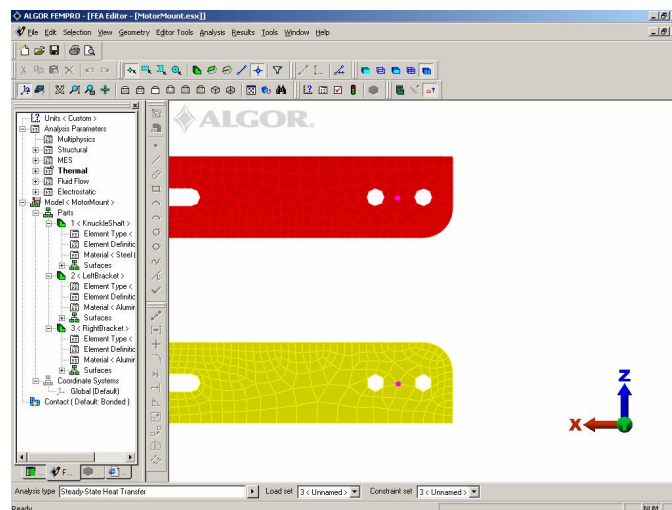 ALGOR FEMPRO - [FEA Editor - [MotorMount.esx]]
File Edit Selection View Geometry Egitor Tools Analysis Results Tools Window Help
ALGOR.
Units < Custom >
Analysis Parameters
Multiphysics
Structural
MES
Thermal
Fluid Flow
Electrostatic
Model < MotorMount >
Parts
1 < KnuckleShaft >
Element Type <
Element Definitic
Material < Steel (
Surfaces
2 < LeftBracket >
Element Type <
Element Definitic
Material < Alumir
Surfaces
3 < RightBracket >
Element Type <
Element Definitic
Material < Alumir
Surfaces
Coordinate Systems
Global (Default)
Contact ( Default: Bonded )
Z
X
F...
Analysis type Steady-State Heat Transfer Load set 3 < Unnamed > Constraint set 3 < Unnamed >
Ready NUM